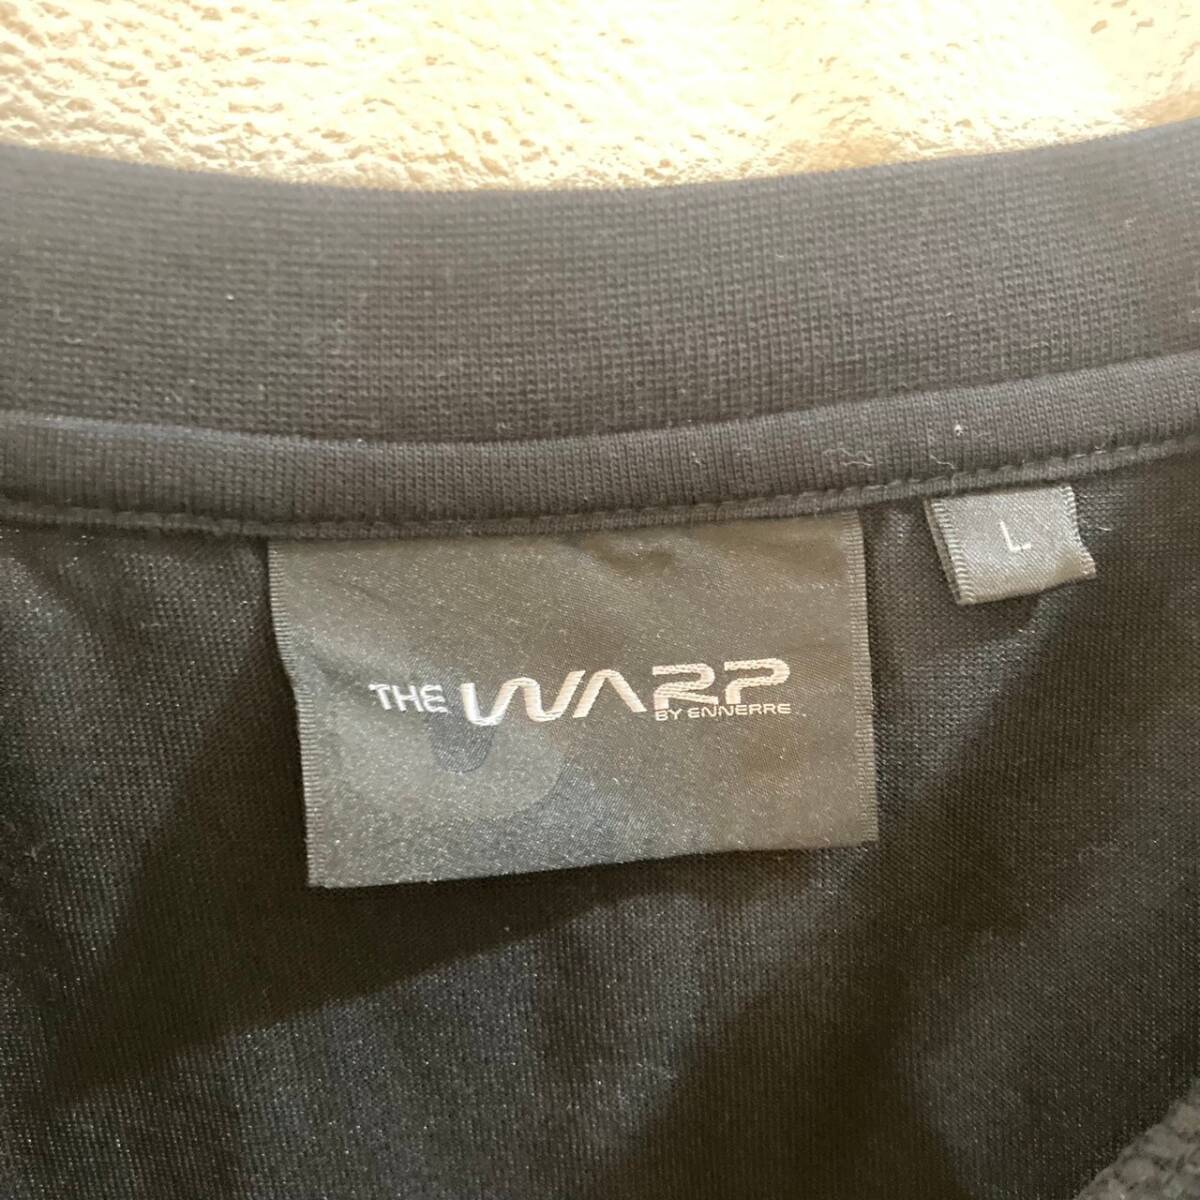 THE WARP
BY ENNERRE
L